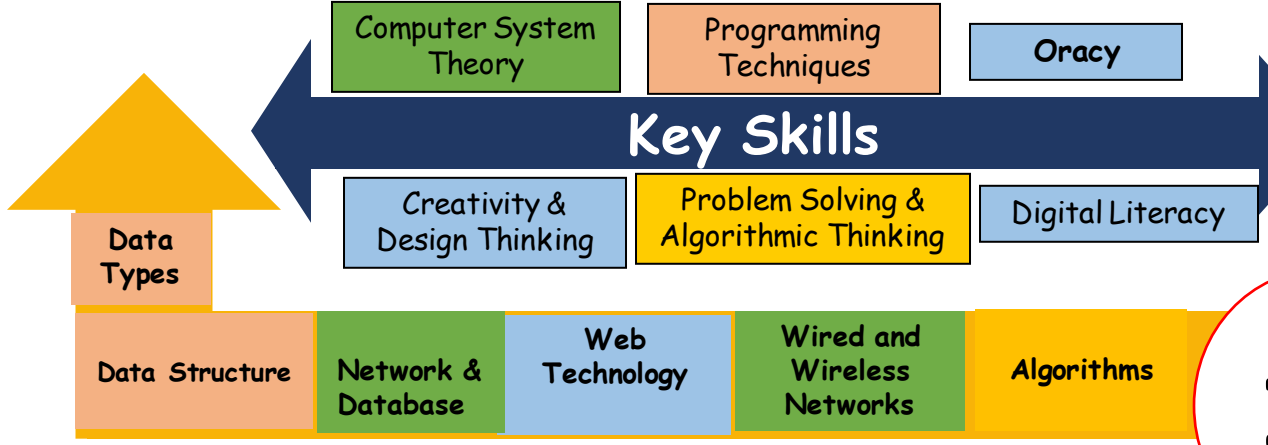 Computer System
Theory
Programming
Techniques
Oracy
Key Skills
Creativity &
Design Thinking
Problem Solving &
Algorithmic Thinking
Digital Literacy
Data
Types
Data Structure
Network &
Database
Web
Technology
Wired and
Wireless
Networks
Algorithms